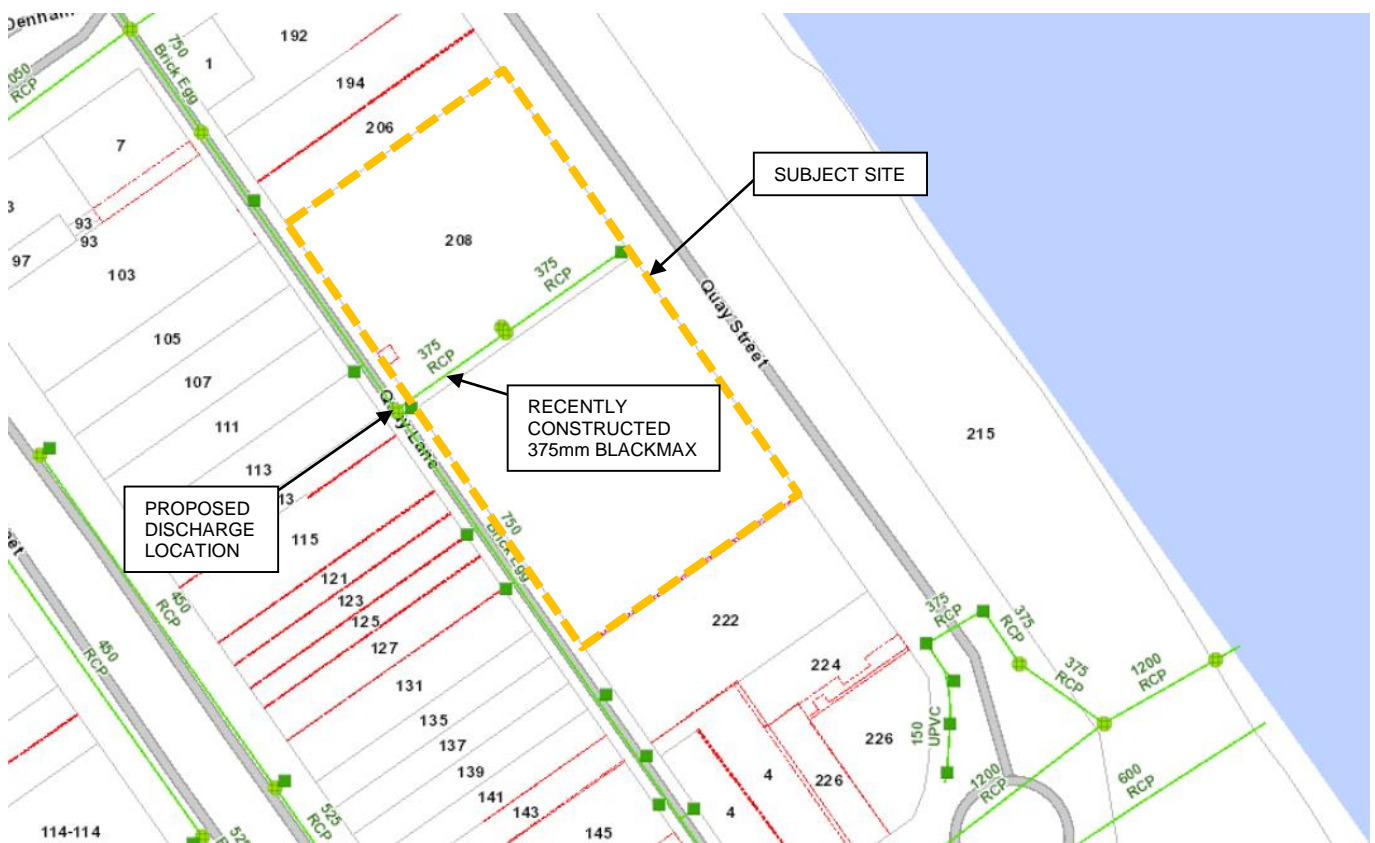 Denham
192
750
Brick Egg
1
050
RCP
194
206
7
SUBJECT SITE
3
93
93
97
208
103
375
RCP
Quay Street
105
375
RCP
107
RECENTLY
CONSTRUCTED
375mm BLACKMAX
111
Quay Lane
215
113
13
PROPOSED
DISCHARGE
LOCATION
115
750
Brick Egg
eet
121
123
450
RCP
125
222
375
RCP
375
RCP
127
450
RCP
224
375
RCP
1200
RCP
131
135
226
150
UPVC
137
4
226
1200
RCP
600
RCP
139
141
143
4
525
RCP
114-114
525
145